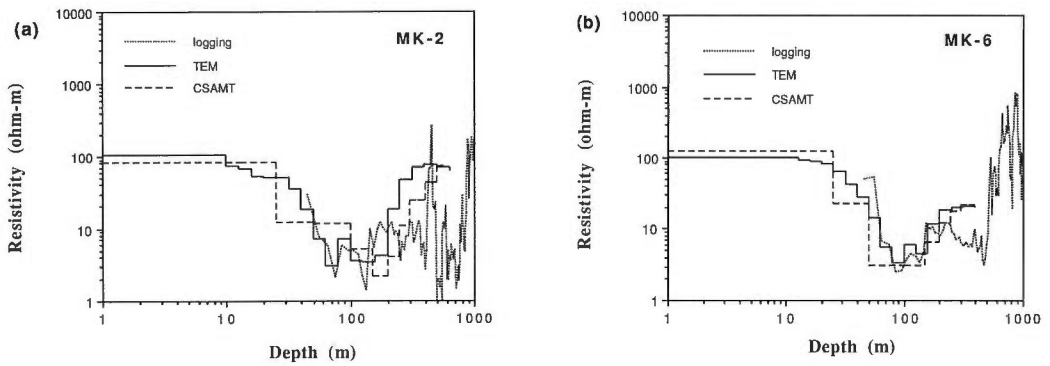 (a)
MK-2
logging
TEM
CSAMT
Resistivity (ohm-m)
10000
1000
100
10
1
1 10 100 1000
Depth (m)
(b)
MK-6
logging
TEM
CSAMT
Resistivity (ohm-m)
10000
1000
100
10
1
1 10 100 1000
Depth (m)